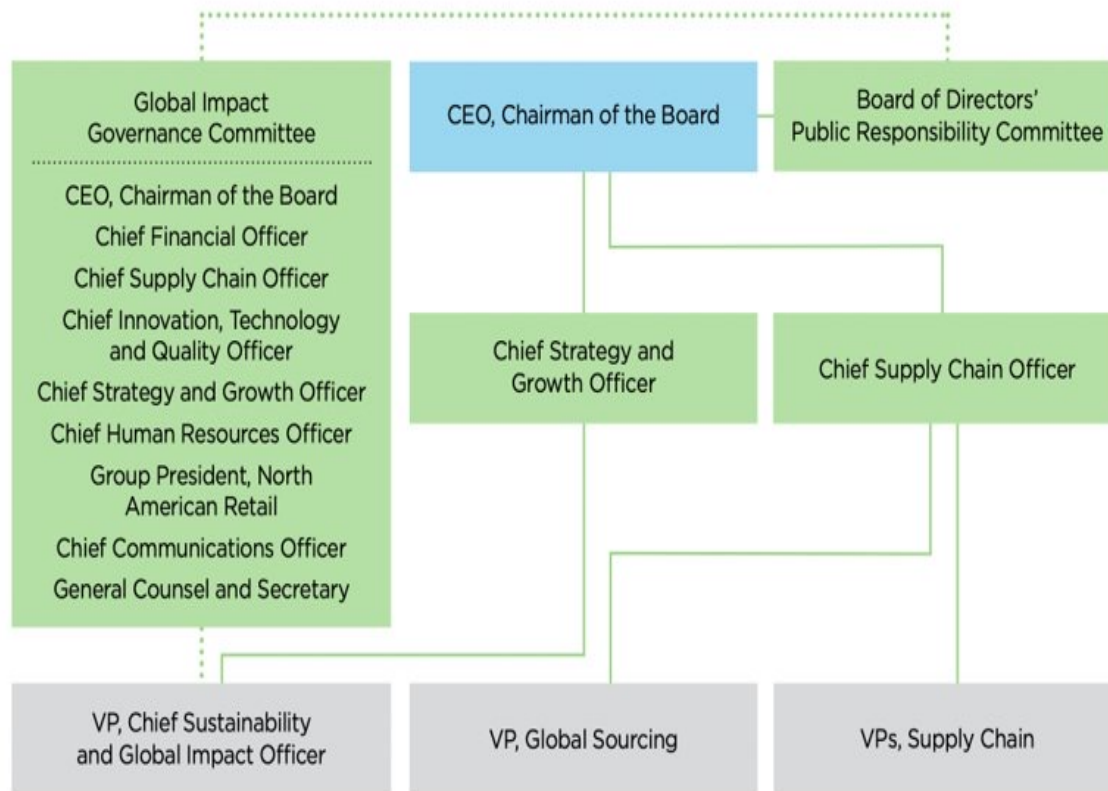 Global Impact
Governance Committee
CEO, Chairman of the Board
Chief Financial Officer
Chief Supply Chain Officer
Chief Innovation, Technology
and Quality Officer
Chief Strategy and Growth Officer
Chief Human Resources Officer
Group President, North
American Retail
Chief Communications Officer
General Counsel and Secretary
CEO, Chairman of the Board
Board of Directors’
Public Responsibility Committee
Chief Strategy and
Growth Officer
Chief Supply Chain Officer
VP, Chief Sustainability
and Global Impact Officer
VP, Global Sourcing
VPs, Supply Chain